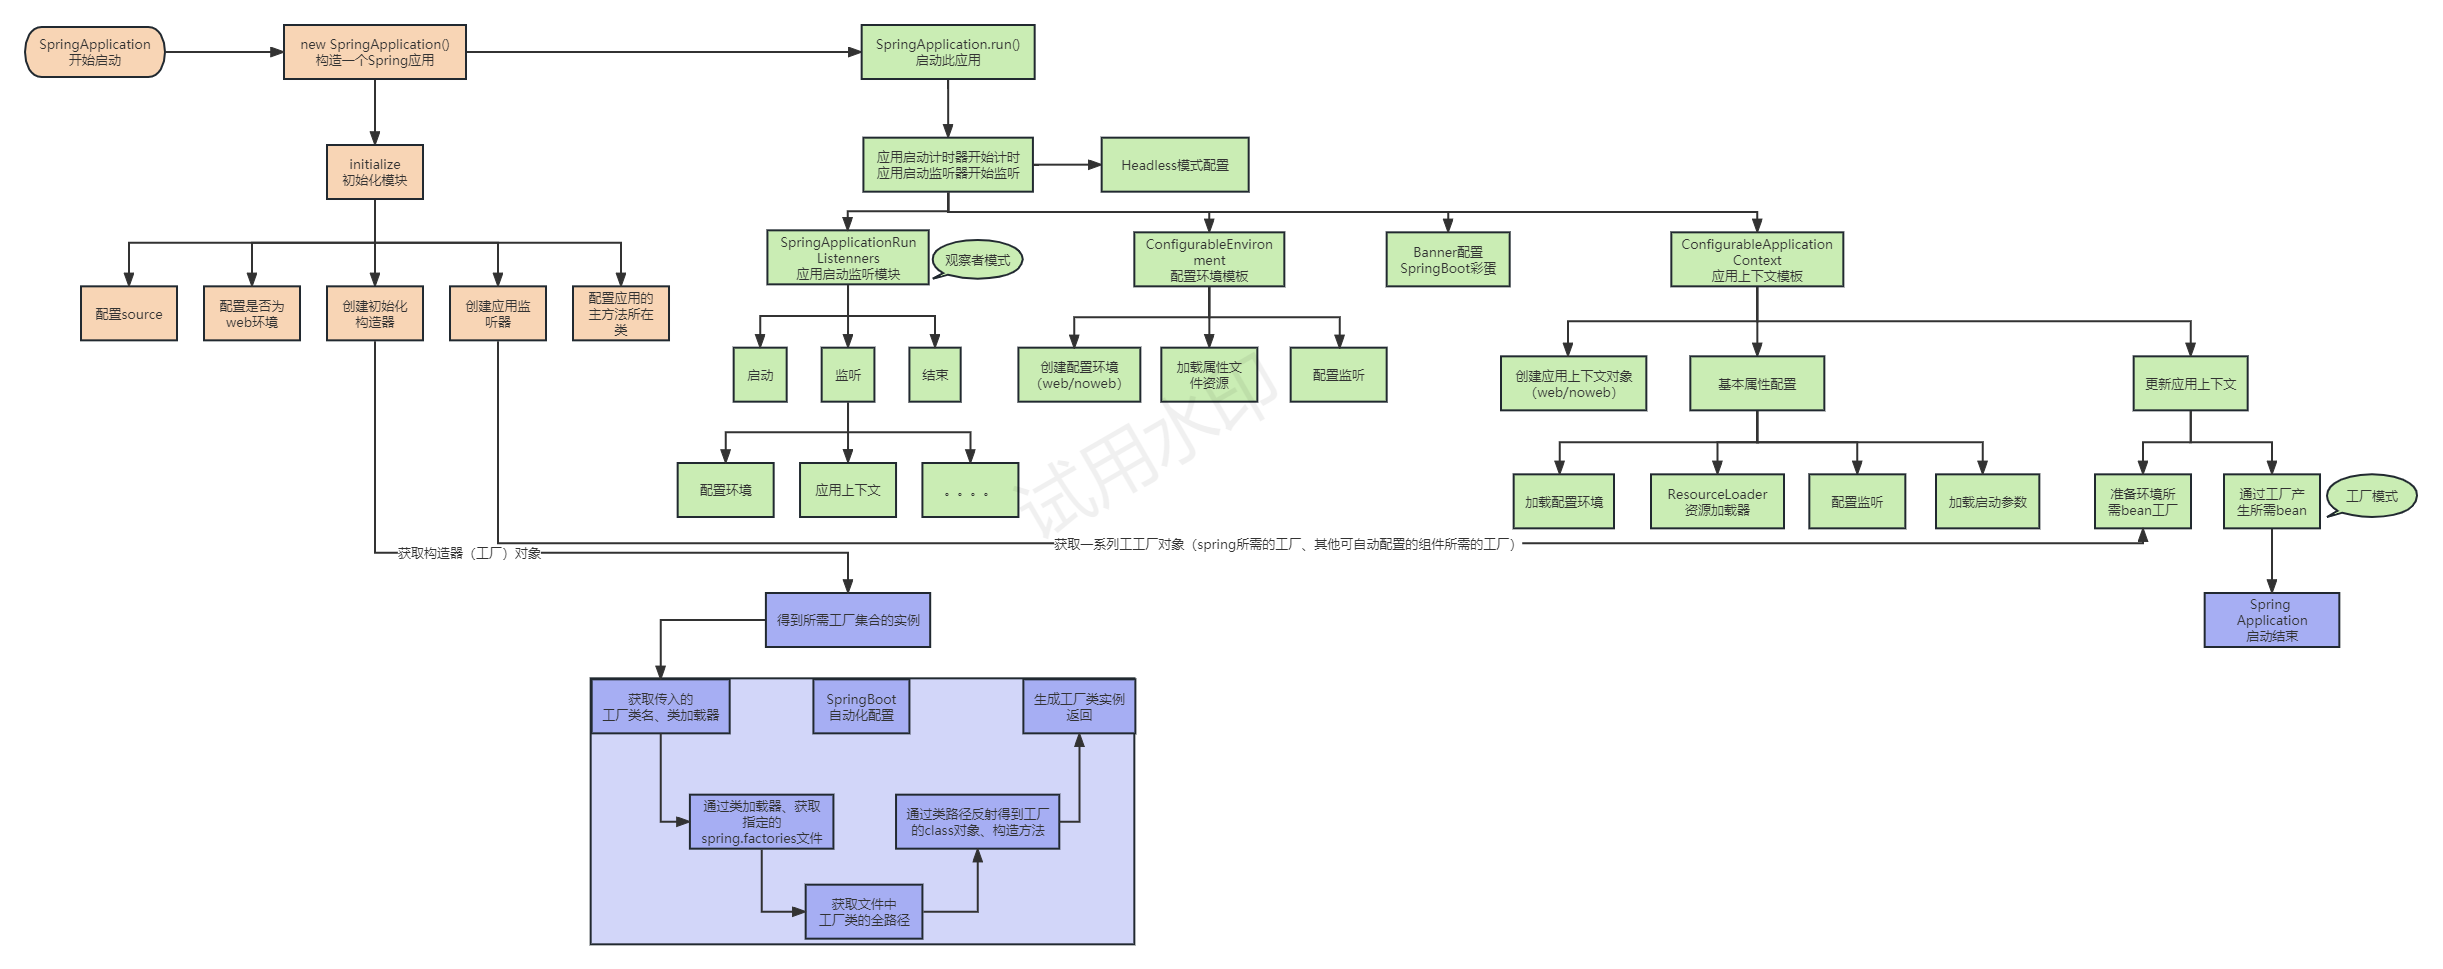 SpringApplication
开始启动
new SpringApplication()
构造一个Spring应用
SpringApplication.run()
启动此应用
initialize
初始化模块
应用启动计时器开始计时
应用启动监听器开始监听
Headless模式配置
SpringApplicationRun
Listenners
应用启动监听模块
观察者模式
ConfigurableEnviron
ment
配置环境模板
Banner配置
SpringBoot彩蛋
ConfigurableApplication
Context
应用上下文模板
配置source
配置是否为
web环境
创建初始化
构造器
创建应用监
听器
配置应用的
主方法所在
类
启动
监听
结束
创建配置环境
（web/noweb）
加载属性文
件资源
配置监听
创建应用上下文对象
（web/noweb）
基本属性配置
更新应用上下文
配置环境
应用上下文
。。。。
加载配置环境
ResourceLoader
资源加载器
配置监听
加载启动参数
准备环境所
需bean工厂
通过工厂产
生所需bean
工厂模式
试用水印
获取构造器（工厂）对象
获取一系列工工厂对象（spring所需的工厂、其他可自动配置的组件所需的工厂）
得到所需工厂集合的实例
Spring
Application
启动结束
获取传入的
工厂类名、类加载器
SpringBoot
自动化配置
生成工厂类实例
返回
通过类加载器、获取
指定的
spring.factories文件
通过类路径反射得到工厂
的class对象、构造方法
获取文件中
工厂类的全路径